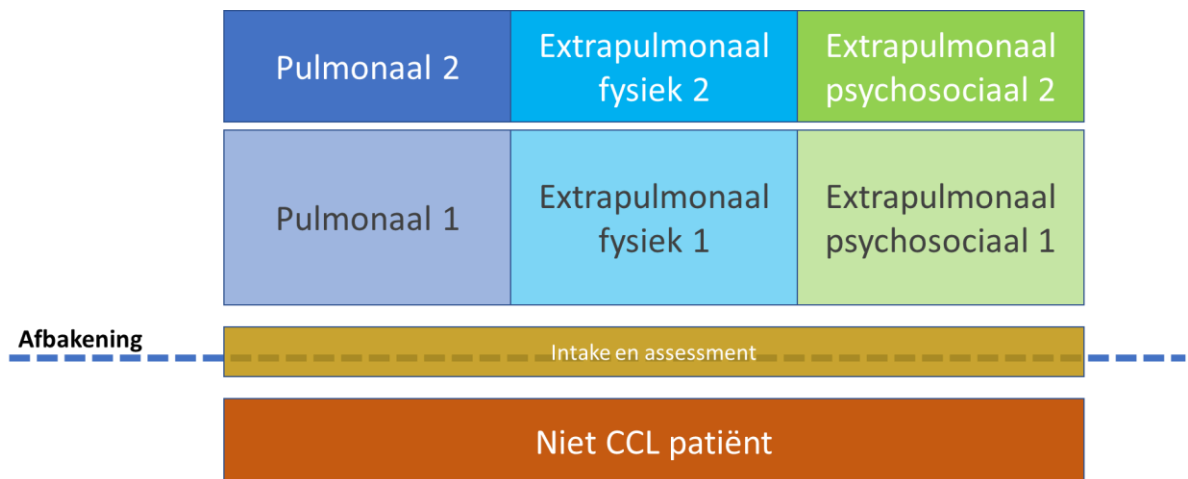 Pulmonaal 2
Extrapulmonaal
fysiek 2
Extrapulmonaal
psychosociaal 2
Pulmonaal 1
Extrapulmonaal
fysiek 1
Extrapulmonaal
psychosociaal 1
Afbakening
Intake en assessment
Niet CCL patiënt